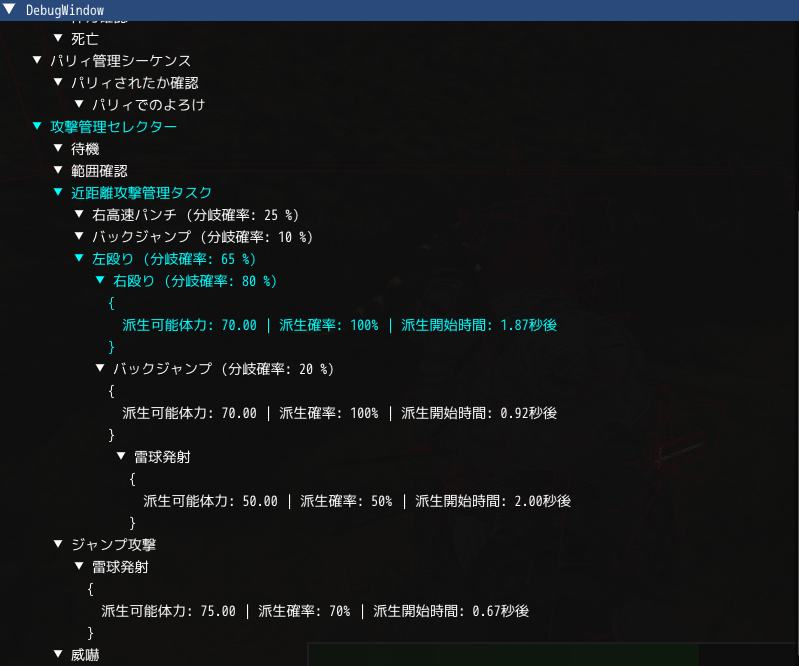 ▼ DebugWindow
▼ 死亡
▼ パリィ管理シーケンス
▼ パリィされたか確認
▼ パリィでのよろけ
▼ 攻撃管理セレクター
▼ 待機
▼ 範囲確認
▼ 近距離攻撃管理タスク
▼ 右高速パンチ (分岐確率: 25 %)
▼ バックジャンプ (分岐確率: 10 %)
▼ 左殴り (分岐確率: 65 %)
▼ 右殴り (分岐確率: 80 %)
{
派生可能体力: 70.00 | 派生確率: 100% | 派生開始時間: 1.87秒後
}
▼ バックジャンプ (分岐確率: 20 %)
{
派生可能体力: 70.00 | 派生確率: 100% | 派生開始時間: 0.92秒後
}
▼ 雷球発射
{
派生可能体力: 50.00 | 派生確率: 50% | 派生開始時間: 2.00秒後
}
▼ ジャンプ攻撃
▼ 雷球発射
{
派生可能体力: 75.00 | 派生確率: 70% | 派生開始時間: 0.67秒後
}
▼ 威嚇